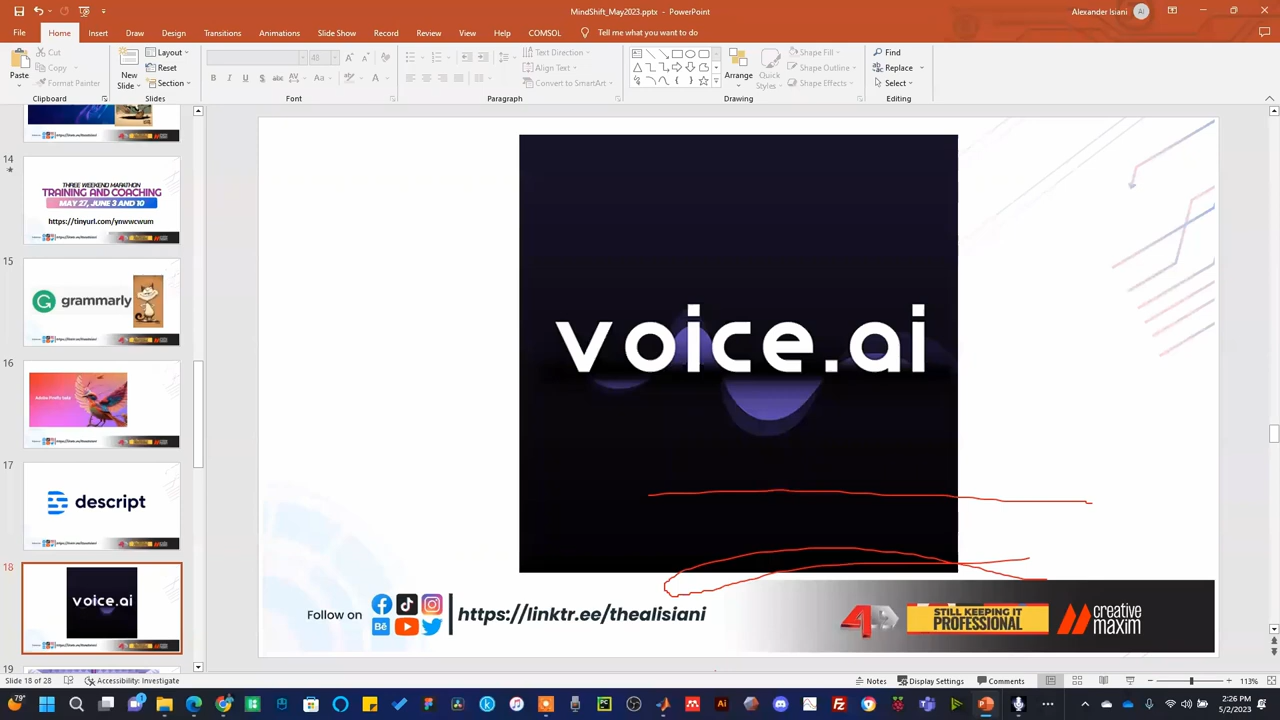 MindShift_May2023.pptx - PowerPoint
Alexander Isiani
AI
File
Home
Insert
Draw
Design
Transitions
Animations
Slide Show
Record
Review
View
Help
COMSOL
Tell me what you want to do
Paste
Cut
Copy
Format Painter
Clipboard
New
Slide
Layout
Reset
Section
Slides
48
Font
Paragraph
Align Text
Convert to SmartArt
Arrange
Quick
Styles
Shape Fill
Shape Outline
Shape Effects
Drawing
Find
Replace
Select
Editing
14
THREE WEEKEND MARATHON
TRAINING AND COACHING
MAY 27, JUNE 3 AND 10
https://tinyurl.com/ynwwcwum
15
grammarly
16
17
descript
18
voice.ai
19
voice.ai
Follow on
https://linktr.ee/thealisiani
4D
STILL KEEPING IT
PROFESSIONAL
creative
maxim
Slide 18 of 28
Accessibility: Investigate
Notes
Display Settings
Comments
113%
79°
2:26 PM
5/2/2023